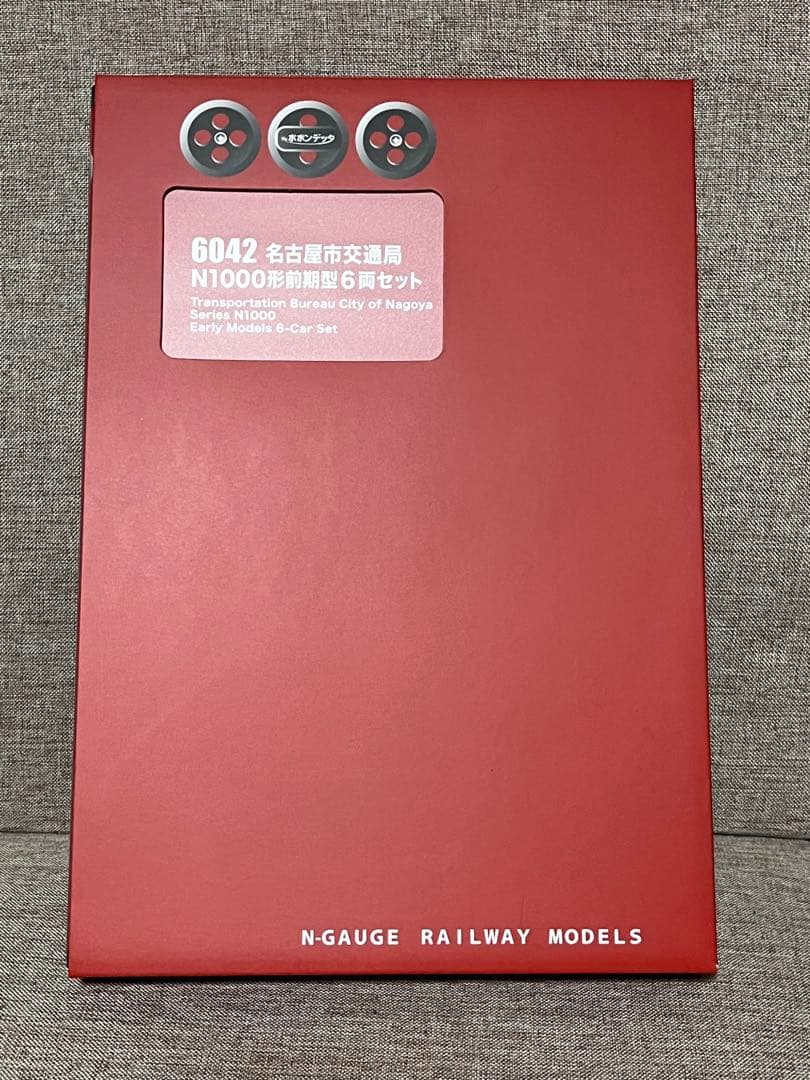 ポポンデッタ
6042 名古屋市交通局
N1000形前期型6両セット
Transportation Bureau City of Nagoya
Series N1000
Early Models 6-Car Set
N-GAUGE RAILWAY MODELS